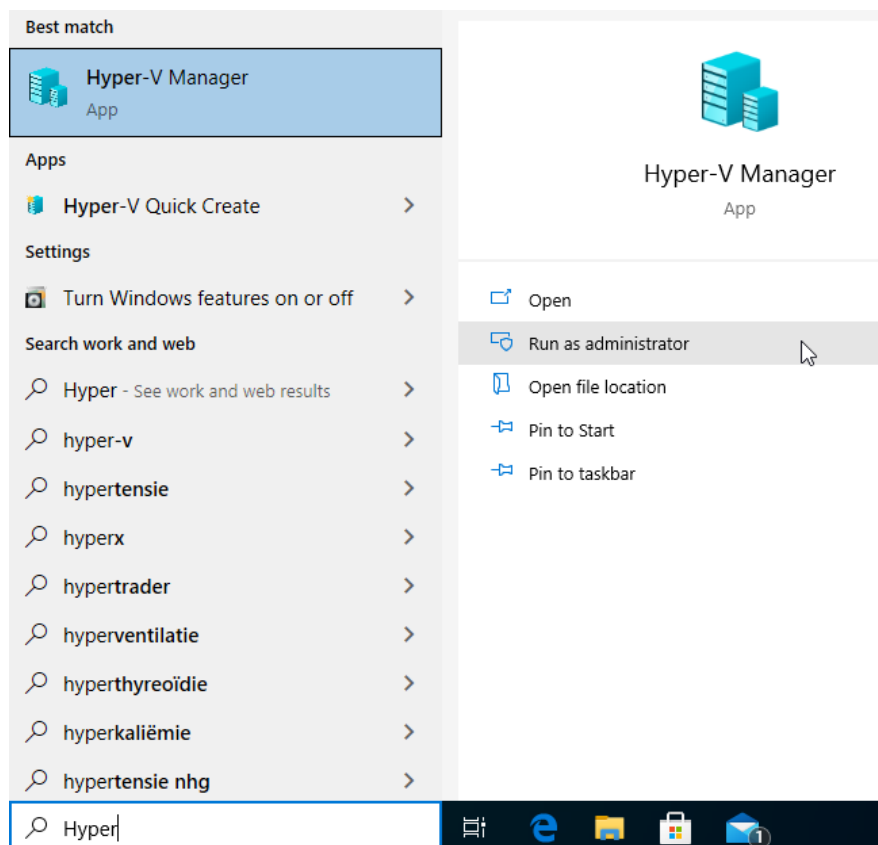 Best match
Hyper-V Manager
App
Apps
Hyper-V Quick Create
Settings
Turn Windows features on or off
Search work and web
Hyper - See work and web results
hyper-v
hypertensie
hyperx
hypertrader
hyperventilatie
hyperthyreoïdie
hyperkaliëmie
hypertensie nhg
Hyper
Hyper-V Manager
App
Open
Run as administrator
Open file location
Pin to Start
Pin to taskbar
1